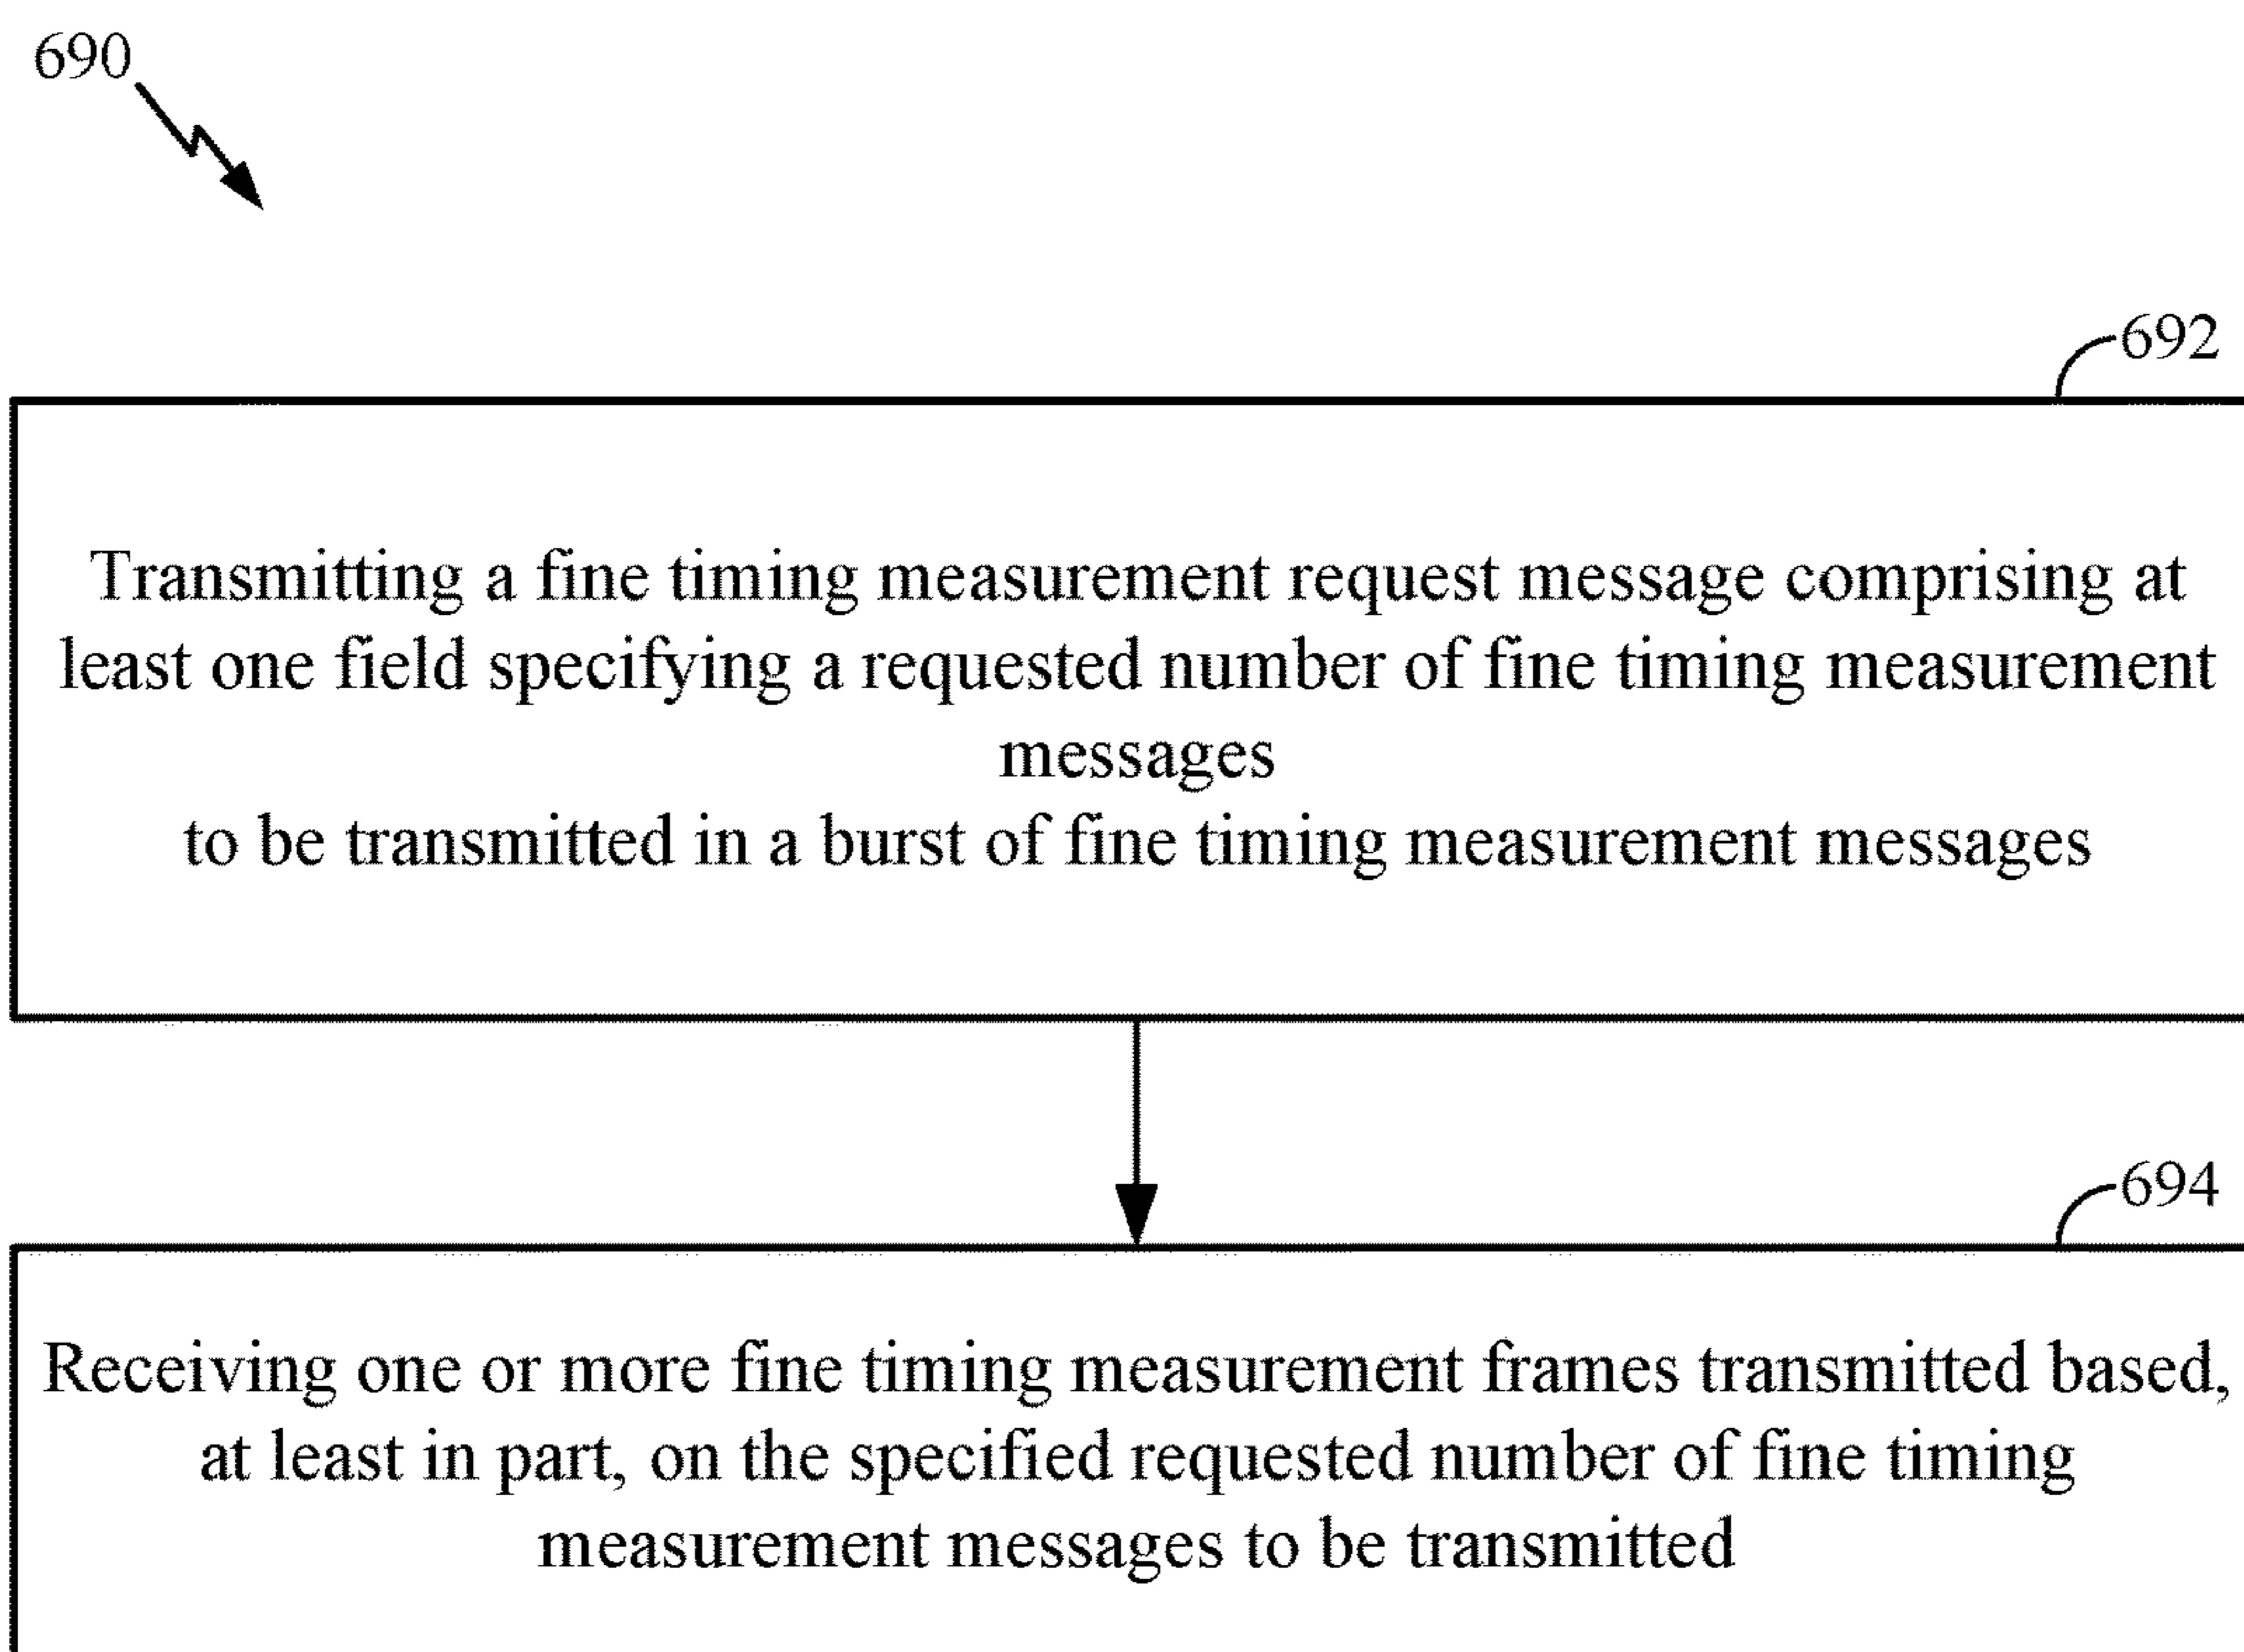 690
692
Transmitting a fine timing measurement request message comprising at
least one field specifying a requested number of fine timing measurement
messages
to be transmitted in a burst of fine timing measurement messages
694
Receiving one or more fine timing measurement frames transmitted based,
at least in part, on the specified requested number of fine timing
measurement messages to be transmitted